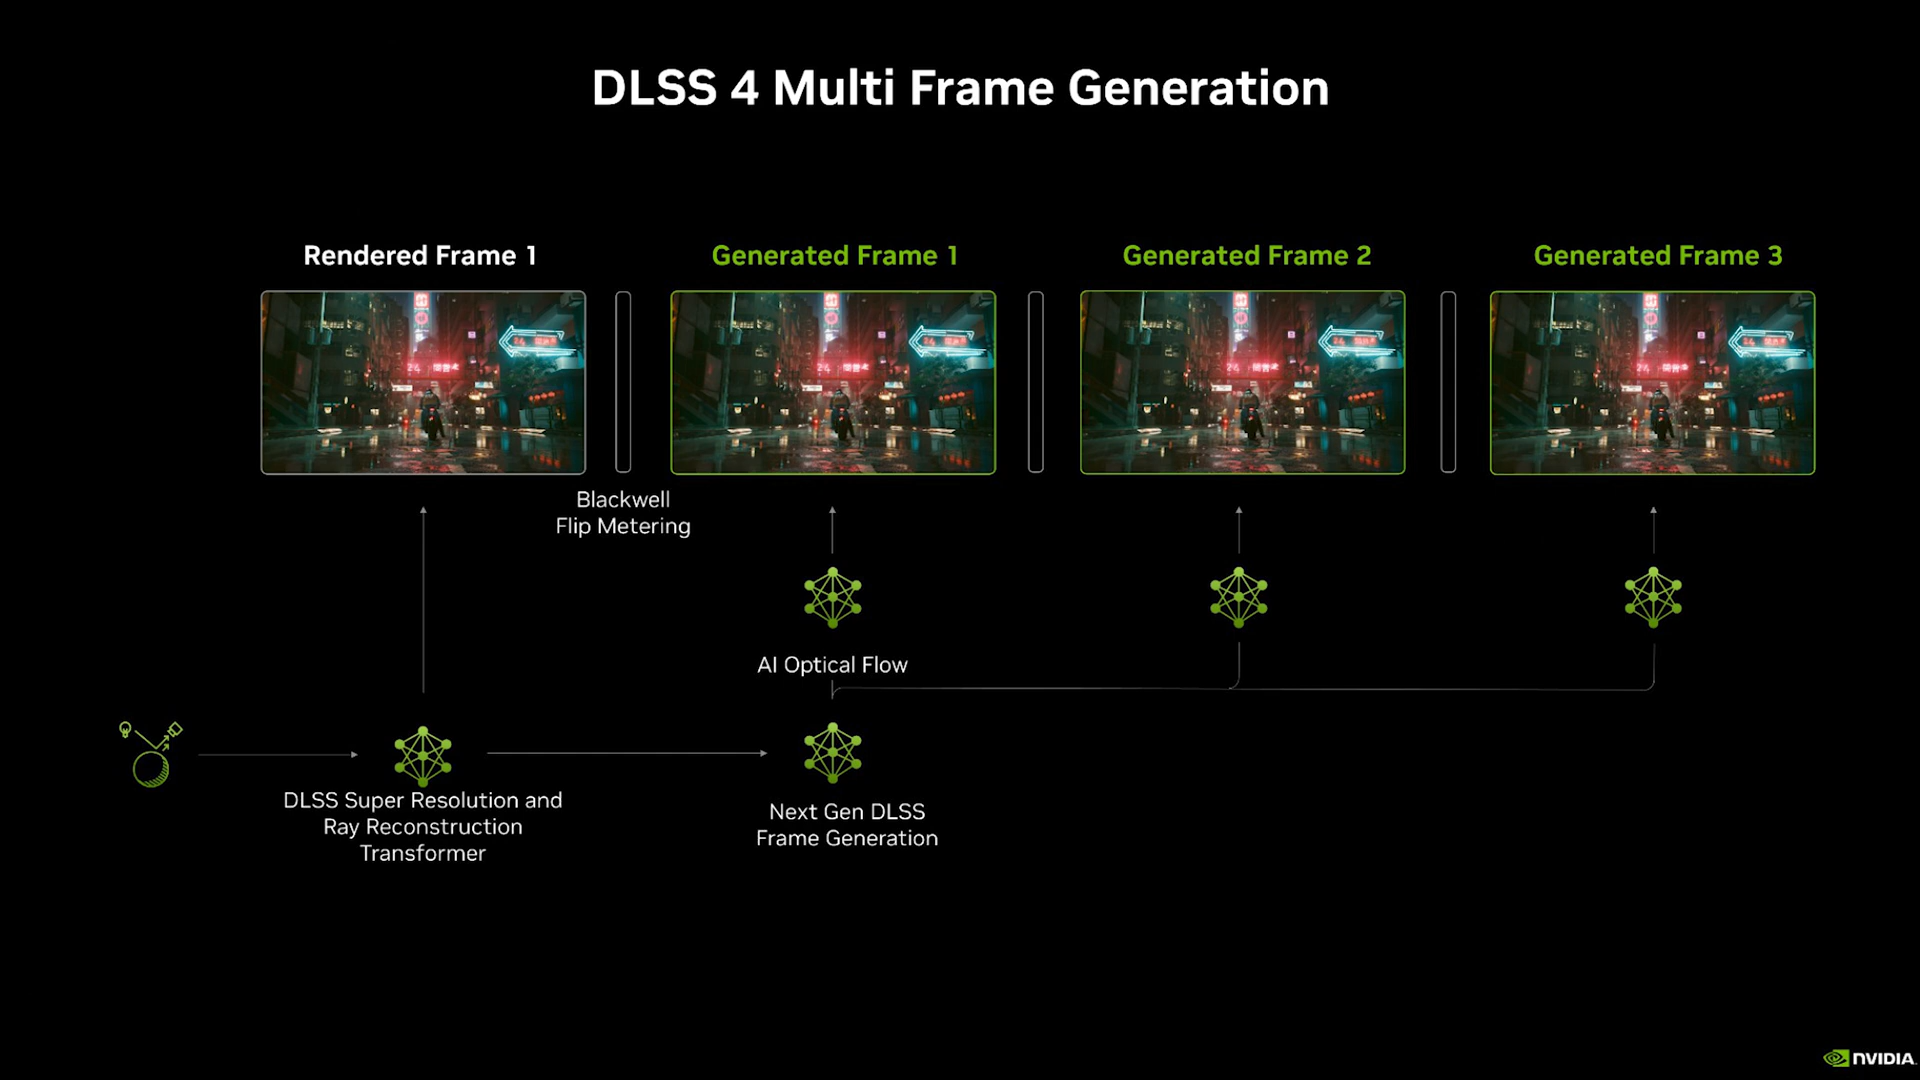 DLSS 4 Multi Frame Generation
Rendered Frame 1
Generated Frame 1
Generated Frame 2
Generated Frame 3
Blackwell
Flip Metering
AI Optical Flow
DLSS Super Resolution and
Ray Reconstruction
Transformer
Next Gen DLSS
Frame Generation
NVIDIA